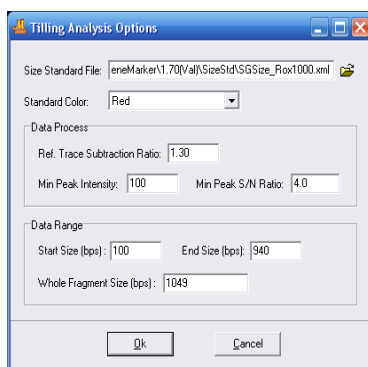 Tilling Analysis Options
Size Standard File: eneMarker\1.70(Val)\SizeStd\SGSize_Rox1000.xml
Standard Color: Red
Data Process
Ref. Trace Subtraction Ratio: 1.30
Min Peak Intensity: 100 Min Peak S/N Ratio: 4.0
Data Range
Start Size (bps) : 100 End Size (bps): 940
Whole Fragment Size (bps) : 1049
Ok Cancel